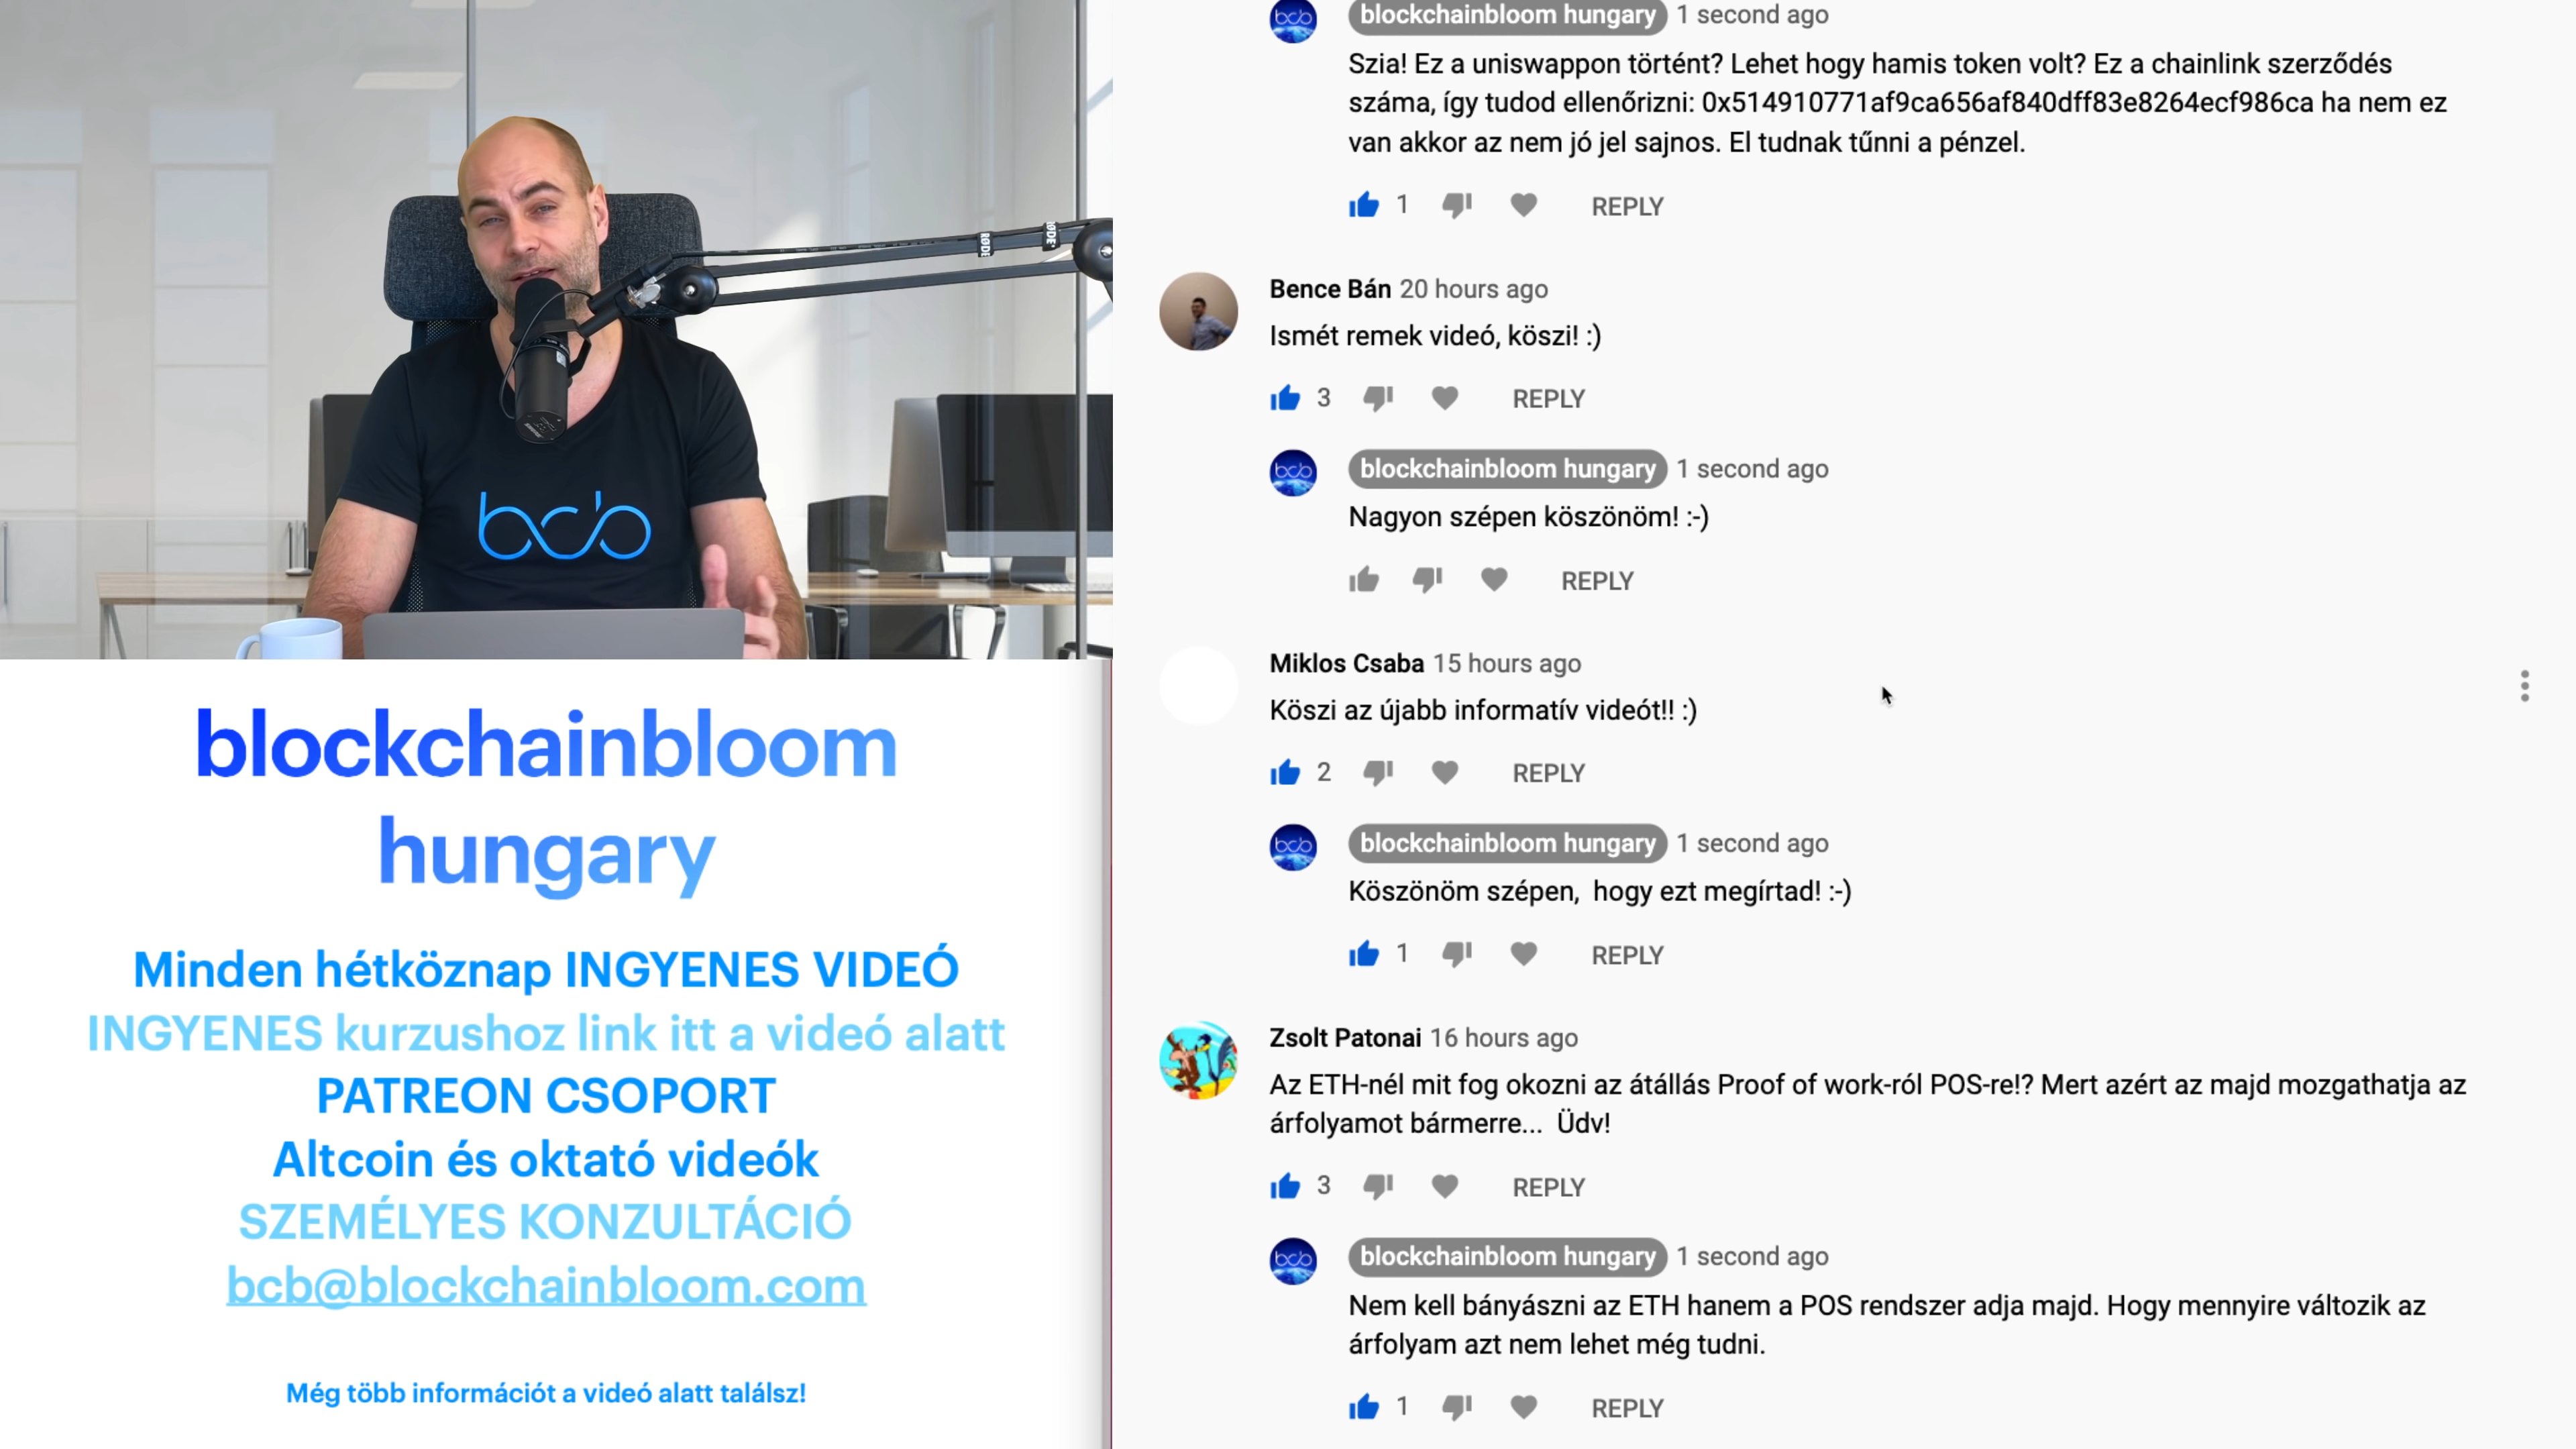 RØDE
RØDE
bcb
blockchainbloom
hungary
Minden hétköznap INGYENES VIDEÓ
INGYENES kurzushoz link itt a videó alatt
PATREON CSOPORT
Altcoin és oktató videók
SZEMÉLYES KONZULTÁCIÓ
bcb@blockchainbloom.com
Még több információt a videó alatt találsz!
bcb
blockchainbloom hungary 1 second ago
Szia! Ez a uniswappon történt? Lehet hogy hamis token volt? Ez a chainlink szerződés
száma, így tudod ellenőrizni: 0x514910771af9ca656af840dff83e8264ecf986ca ha nem ez
van akkor az nem jó jel sajnos. El tudnak tűnni a pénzel.
1 REPLY
Bence Bán 20 hours ago
Ismét remek videó, köszi! :)
3 REPLY
bcb
blockchainbloom hungary 1 second ago
Nagyon szépen köszönöm! :-)
REPLY
Miklos Csaba 15 hours ago
Köszi az újabb informatív videót!! :)
2 REPLY
bcb
blockchainbloom hungary 1 second ago
Köszönöm szépen,  hogy ezt megírtad! :-)
1 REPLY
Zsolt Patonai 16 hours ago
Az ETH-nél mit fog okozni az átállás Proof of work-ról POS-re!? Mert azért az majd mozgathatja az
árfolyamot bármerre...  Üdv!
3 REPLY
bcb
blockchainbloom hungary 1 second ago
Nem kell bányászni az ETH hanem a POS rendszer adja majd. Hogy mennyire változik az
árfolyam azt nem lehet még tudni.
1 REPLY